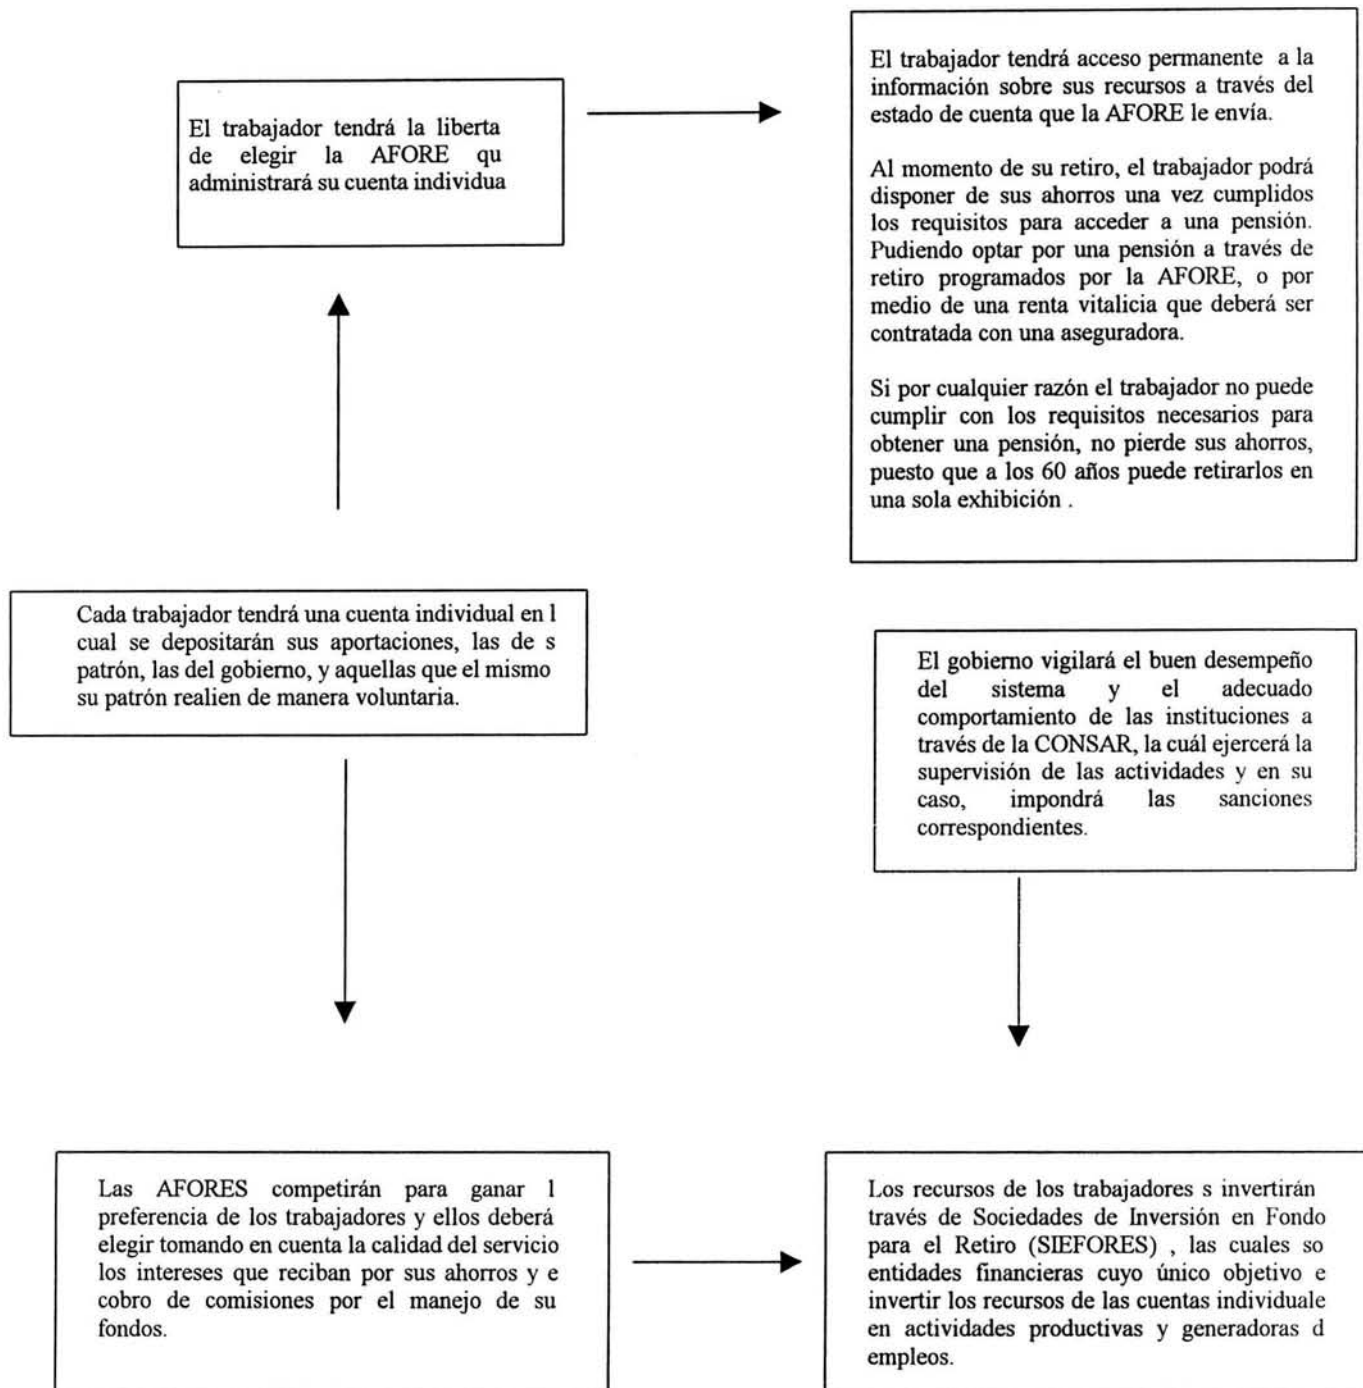 El trabajador tendrá la liberta
de elegir la AFORE qu
administrará su cuenta individua
El trabajador tendrá acceso permanente a la
información sobre sus recursos a través del
estado de cuenta que la AFORE le envía.
Al momento de su retiro, el trabajador podrá
disponer de sus ahorros una vez cumplidos
los requisitos para acceder a una pensión.
Pudiendo optar por una pensión a través de
retiro programados por la AFORE, o por
medio de una renta vitalicia que deberá ser
contratada con una aseguradora.
Si por cualquier razón el trabajador no puede
cumplir con los requisitos necesarios para
obtener una pensión, no pierde sus ahorros,
puesto que a los 60 años puede retirarlos en
una sola exhibición .
Cada trabajador tendrá una cuenta individual en l
cual se depositarán sus aportaciones, las de s
patrón, las del gobierno, y aquellas que el mismo
su patrón realien de manera voluntaria.
El gobierno vigilará el buen desempeño
del sistema y el adecuado
comportamiento de las instituciones a
través de la CONSAR, la cuál ejercerá la
supervisión de las actividades y en su
caso, impondrá las sanciones
correspondientes.
Las AFORES competirán para ganar l
preferencia de los trabajadores y ellos deberá
elegir tomando en cuenta la calidad del servicio
los intereses que reciban por sus ahorros y e
cobro de comisiones por el manejo de su
fondos.
Los recursos de los trabajadores s invertirán
través de Sociedades de Inversión en Fondo
para el Retiro (SIEFORES) , las cuales so
entidades financieras cuyo único objetivo e
invertir los recursos de las cuentas individuale
en actividades productivas y generadoras d
empleos.